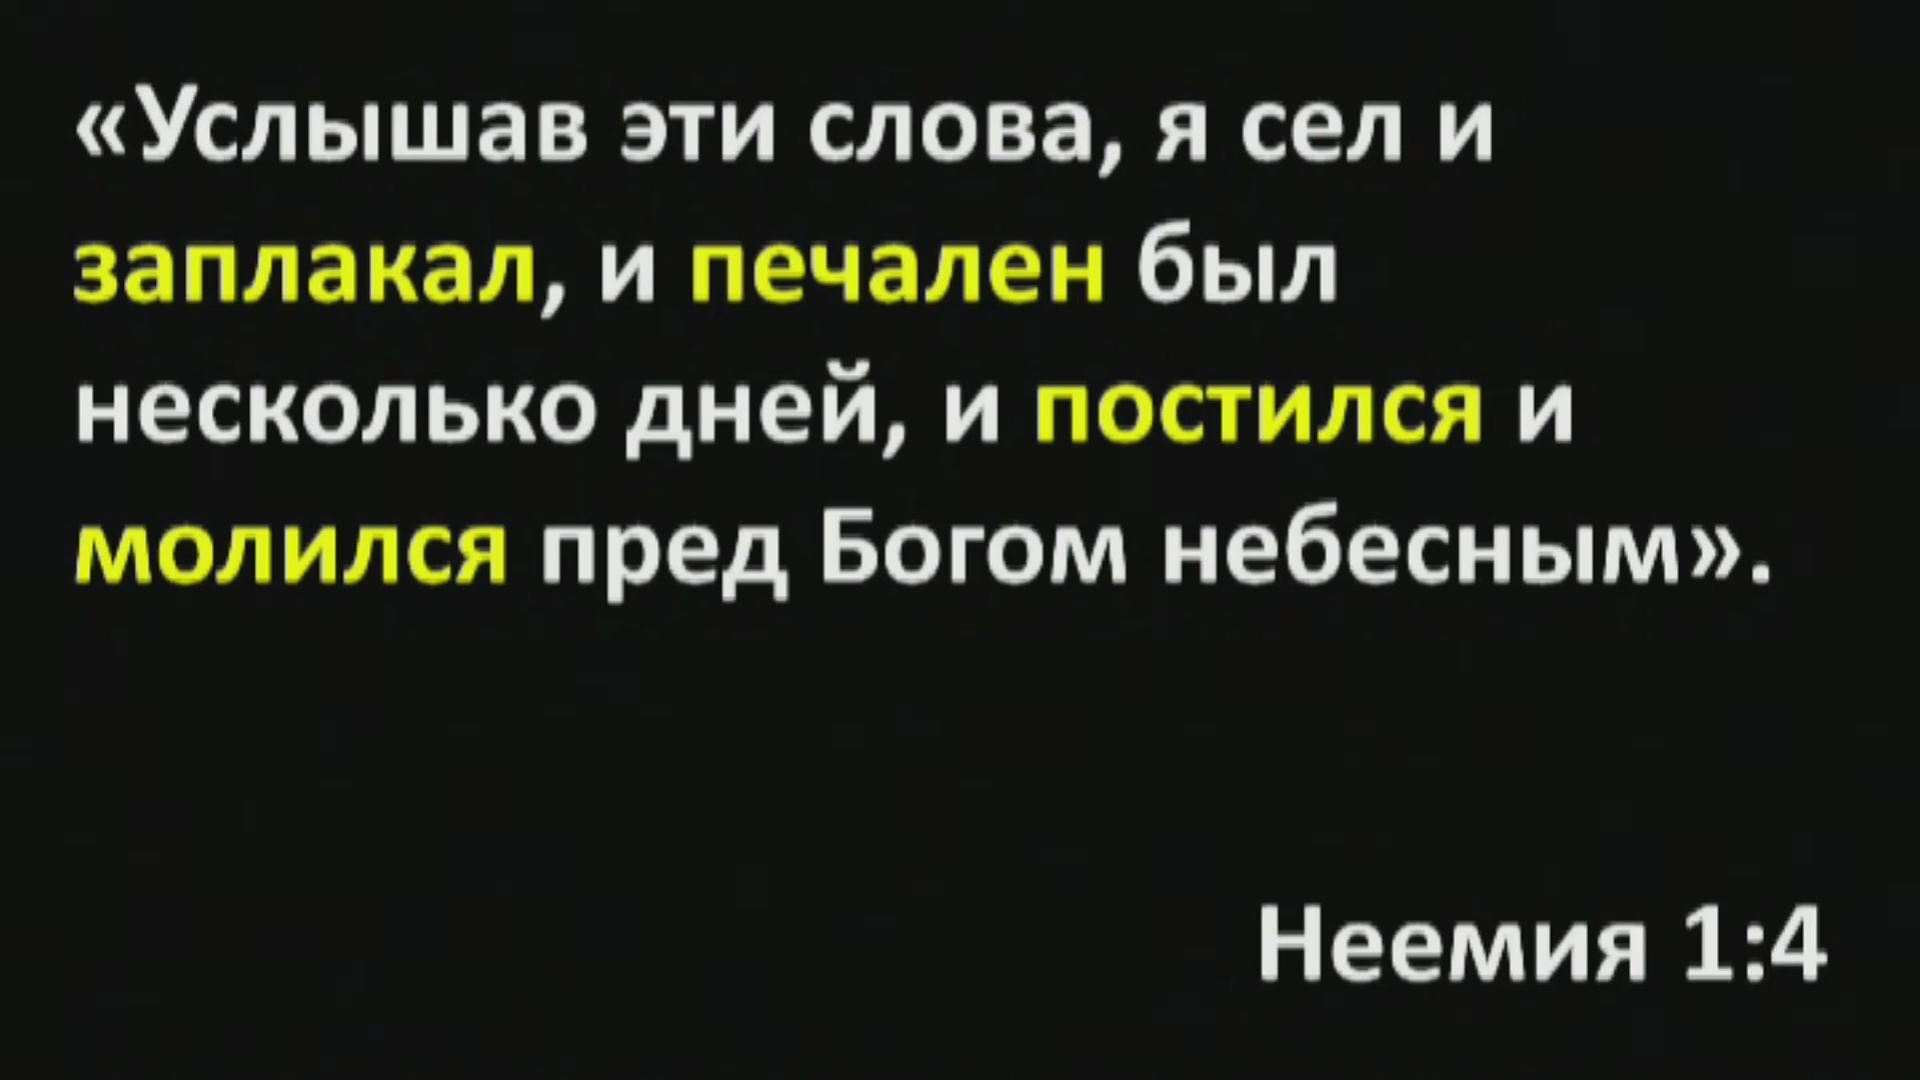 «Услышав эти слова, я сел и
заплакал, и печален был
несколько дней, и постился и
молился пред Богом небесным».
Неемия 1:4